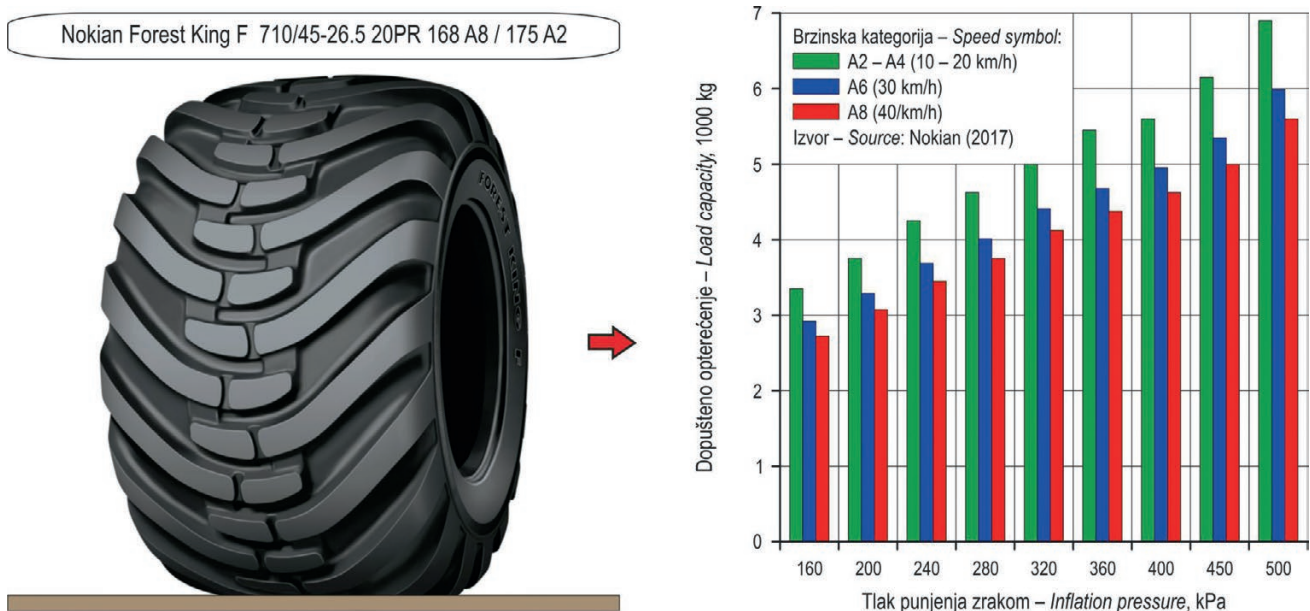 Nokian Forest King F 710/45-26.5 20PR 168 A8 / 175 A2
FOREST KING F
Dopušteno opterećenje – Load capacity, 1000 kg
7
6
5
4
3
2
1
0
Brzinska kategorija – Speed symbol:
A2 – A4 (10 – 20 km/h)
A6 (30 km/h)
A8 (40/km/h)
Izvor – Source: Nokian (2017)
160 200 240 280 320 360 400 450 500
Tlak punjenja zrakom – Inflation pressure, kPa